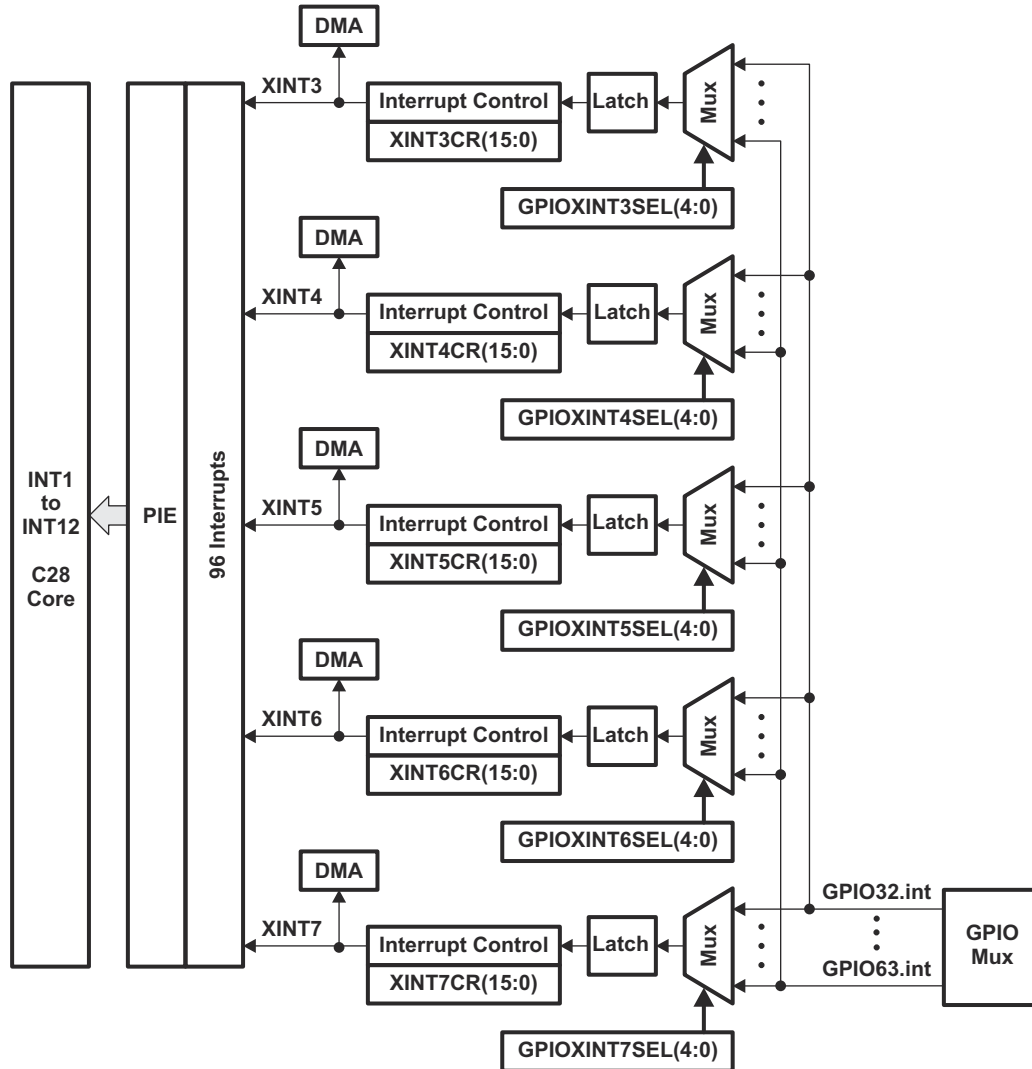 DMA
XINT3
Interrupt Control
XINT3CR(15:0)
Latch
Mux
GPIOXINT3SEL(4:0)
DMA
XINT4
Interrupt Control
XINT4CR(15:0)
Latch
Mux
GPIOXINT4SEL(4:0)
INT1
to
INT12
C28
Core
PIE
96 Interrupts
DMA
XINT5
Interrupt Control
XINT5CR(15:0)
Latch
Mux
GPIOXINT5SEL(4:0)
DMA
XINT6
Interrupt Control
XINT6CR(15:0)
Latch
Mux
GPIOXINT6SEL(4:0)
DMA
XINT7
Interrupt Control
XINT7CR(15:0)
Latch
Mux
GPIOXINT7SEL(4:0)
GPIO32.int
GPIO63.int
GPIO
Mux